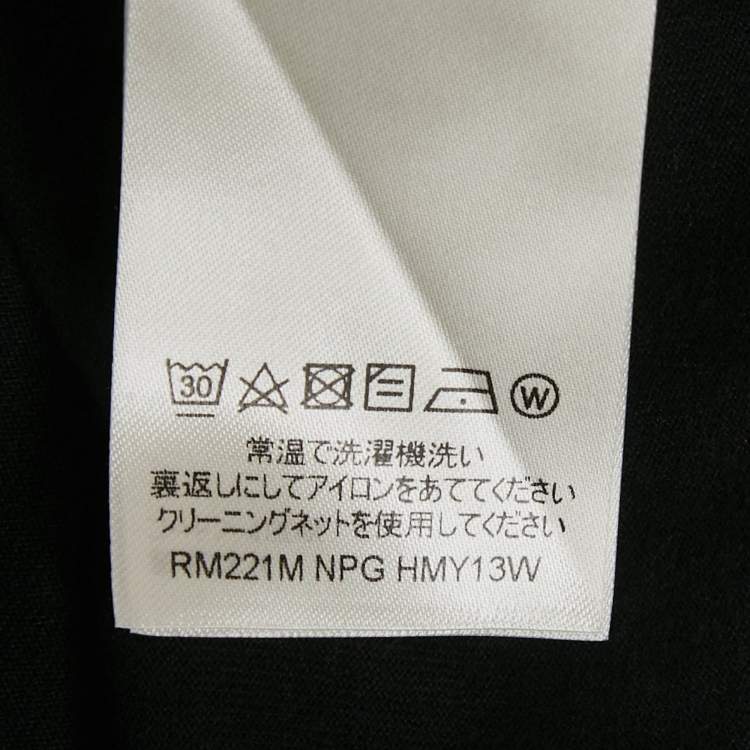 30 W
常温で洗濯機洗い
裏返しにしてアイロンをあててください
クリーニングネットを使用してください
RM221M NPG HMY13W